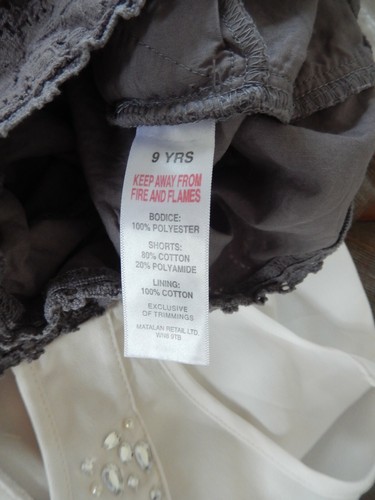 9 YRS
KEEP AWAY FROM
FIRE AND FLAMES
BODICE:
100% POLYESTER
SHORTS:
80% COTTON
20% POLYAMIDE
LINING:
100% COTTON
EXCLUSIVE
OF TRIMMINGS
MATALAN RETAIL LTD